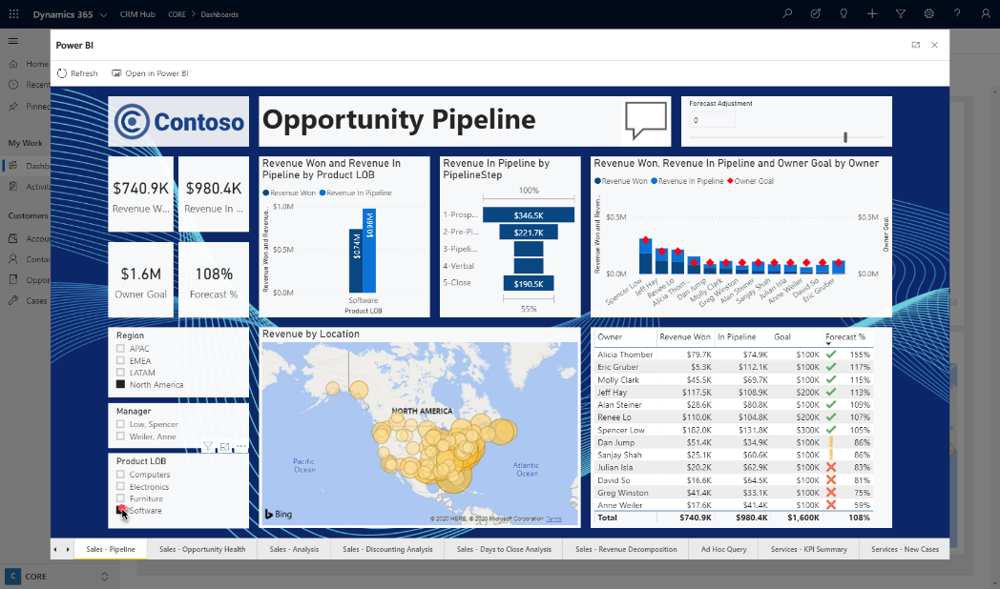 Dynamics 365
CRM Hub
CORE > Dashboards
Home
Recen
Pinned
My Work
Dashbo
Activit
Customers
Accou
Contac
Oppor
Cases
C CORE
Power BI
Refresh
Open in Power BI
Contoso
Opportunity Pipeline
Forecast Adjustment
0
$740.9K
Revenue W...
$980.4K
Revenue In ...
$1.6M
Owner Goal
108%
Forecast %
Revenue Won and Revenue In
Pipeline by Product LOB
Revenue Won Revenue In Pipeline
Revenue Won and Revenue...
$1.0M
$0.5M
$0.0M
$0.74M
$0.98M
Software
Product LOB
Revenue In Pipeline by
PipelineStep
100%
1-Prosp... $346.5K
2-Pre-Pi... $221.7K
3-Pipeli...
4-Verbal
5-Close $190.5K
55%
Revenue Won, Revenue In Pipeline and Owner Goal by Owner
Revenue Won Revenue In Pipeline Owner Goal
Revenue Won and Reven...
$0.5M
$0.0M
$0.5M
$0.0M
Owner Goal
Spencer Low
Jeff Hay
Renee Lo
Alicia Thom...
Dan Jump
Molly Clark
Greg Winston
Alan Steiner
Sanjay Shah
Julian Isla
Anne Weiler
David So
Eric Gruber
Region
APAC
EMEA
LATAM
North America
Manager
Low, Spencer
Weiler, Anne
Product LOB
Computers
Electronics
Furniture
Software
Revenue by Location
NORTH AMERICA
Pacific
Ocean
Atlantic
Ocean
Bing
© 2020 HERE, © 2020 Microsoft Corporation Terms
Owner Revenue Won In Pipeline Goal Forecast %
Alicia Thomber $79.7K $74.9K $100K 155%
Eric Gruber $5.3K $112.1K $100K 117%
Molly Clark $45.5K $69.7K $100K 115%
Jeff Hay $117.5K $108.9K $200K 113%
Alan Steiner $28.6K $80.8K $100K 109%
Renee Lo $110.0K $104.8K $200K 107%
Spencer Low $182.0K $131.8K $300K 105%
Dan Jump $51.4K $34.9K $100K 86%
Sanjay Shah $25.1K $60.6K $100K 86%
Julian Isla $20.2K $62.9K $100K 83%
David So $16.6K $64.5K $100K 81%
Greg Winston $41.4K $33.1K $100K 75%
Anne Weiler $17.6K $41.4K $100K 59%
Total $740.9K $980.4K $1,600K 108%
Sales - Pipeline
Sales - Opportunity Health
Sales - Analysis
Sales - Discounting Analysis
Sales - Days to Close Analysis
Sales - Revenue Decomposition
Ad Hoc Query
Services - KPI Summary
Services - New Cases